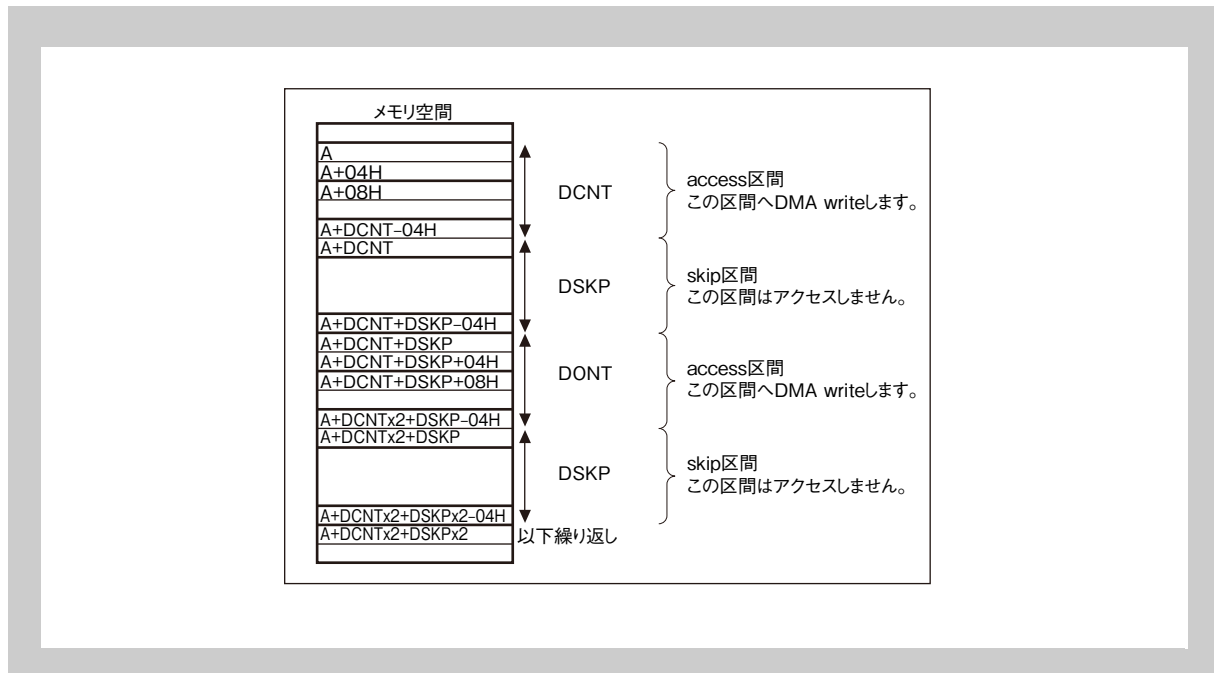 メモリ空間
A
A+04H
A+08H
A+DCNT–04H
A+DCNT
A+DCNT+DSKP–04H
A+DCNT+DSKP
A+DCNT+DSKP+04H
A+DCNT+DSKP+08H
A+DCNTx2+DSKP–04H
A+DCNTx2+DSKP
A+DCNTx2+DSKPx2–04H
A+DCNTx2+DSKPx2
以下繰り返し
DCNT
access区間
この区間へDMA writeします。
DSKP
skip区間
この区間はアクセスしません。
DONT
access区間
この区間へDMA writeします。
DSKP
skip区間
この区間はアクセスしません。